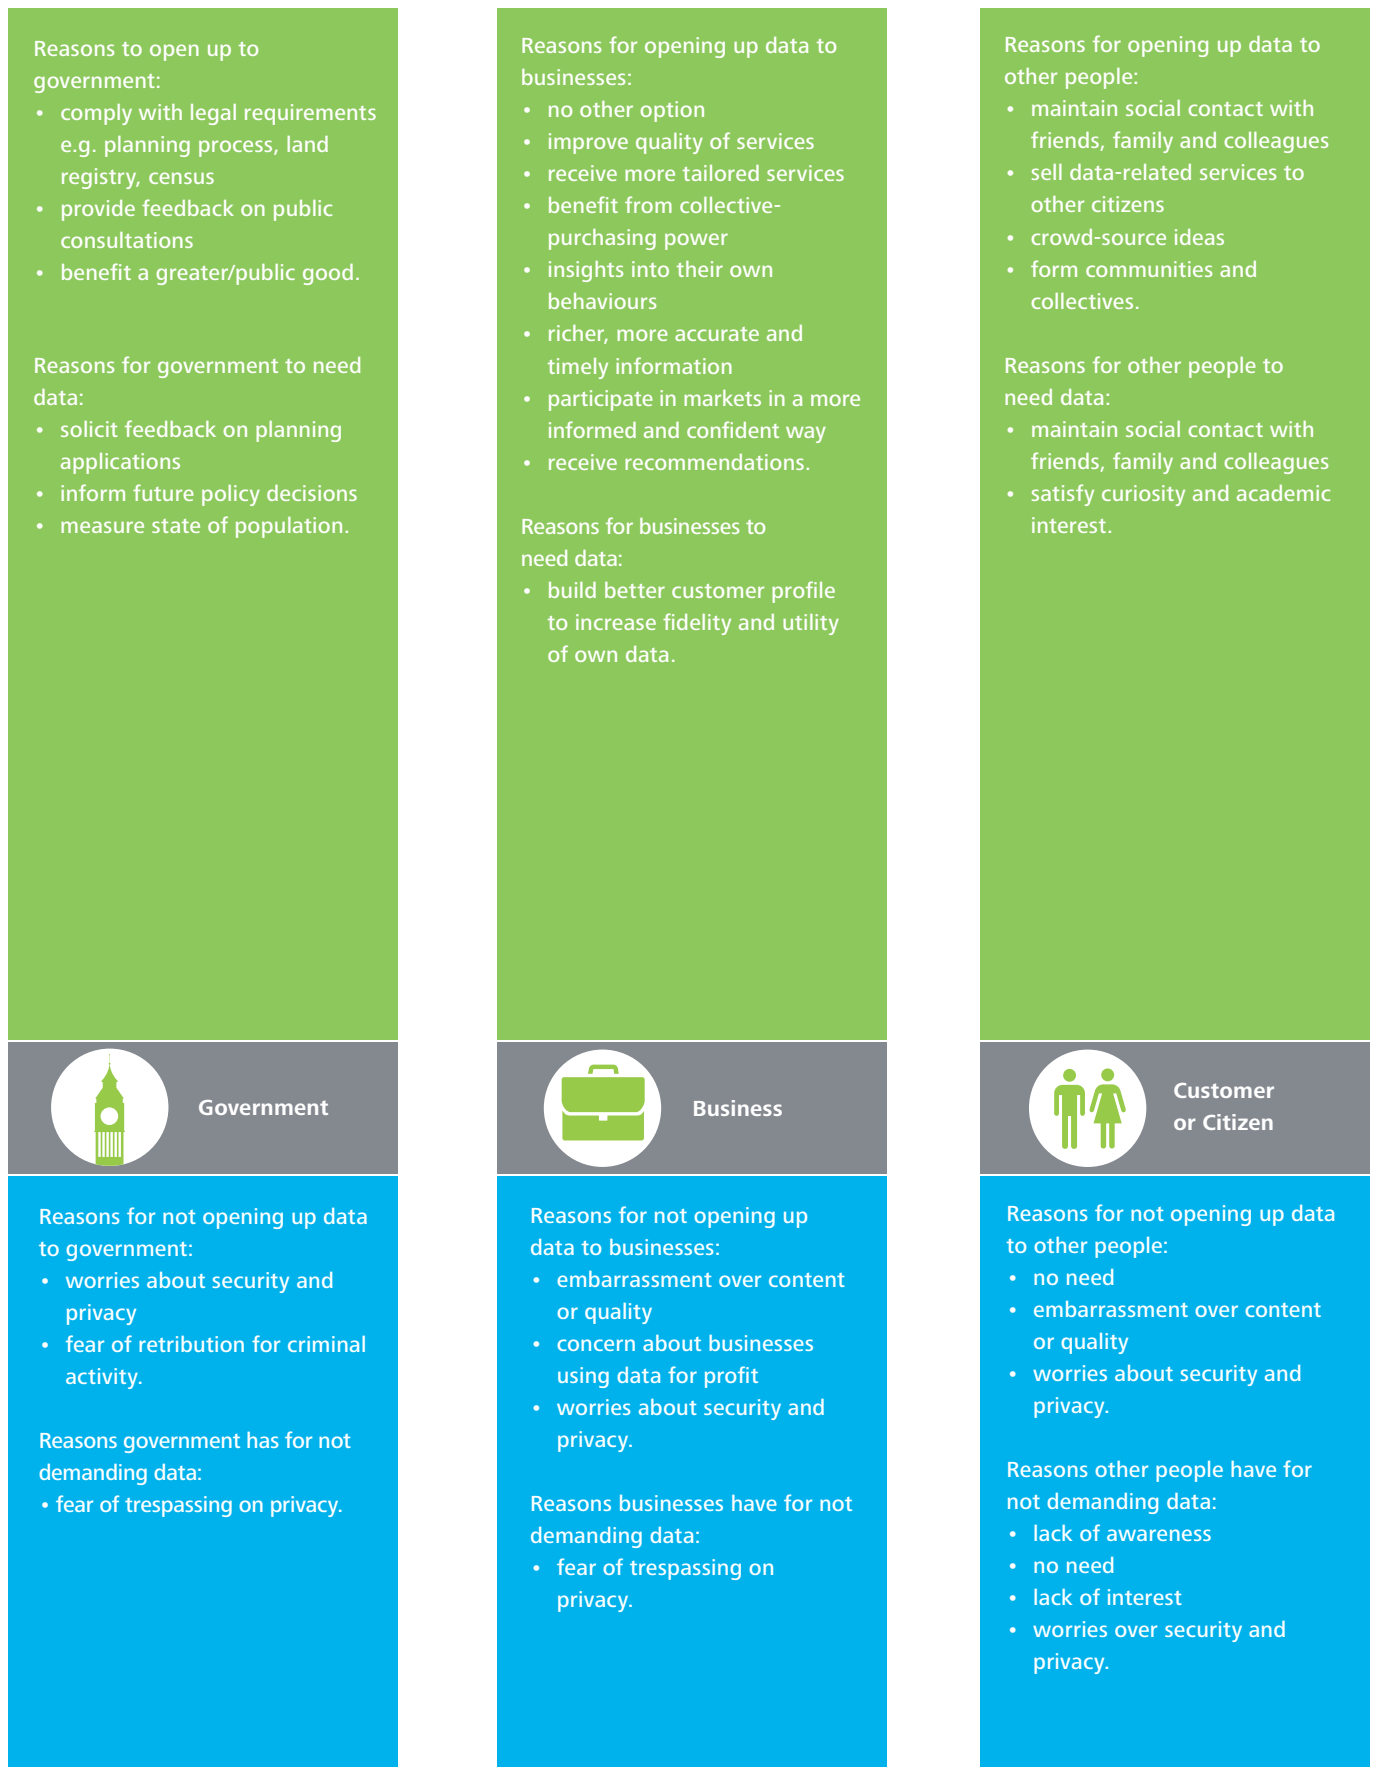 Reasons to open up to
government:
• comply with legal requirements
e.g. planning process, land
registry, census
• provide feedback on public
consultations
• benefit a greater/public good.
Reasons for government to need
data:
• solicit feedback on planning
applications
• inform future policy decisions
• measure state of population.
Government
Reasons for not opening up data
to government:
• worries about security and
privacy
• fear of retribution for criminal
activity.
Reasons government has for not
demanding data:
• fear of trespassing on privacy.
Reasons for opening up data to
businesses:
• no other option
• improve quality of services
• receive more tailored services
• benefit from collective-
purchasing power
• insights into their own
behaviours
• richer, more accurate and
timely information
• participate in markets in a more
informed and confident way
• receive recommendations.
Reasons for businesses to
need data:
• build better customer profile
to increase fidelity and utility
of own data.
Business
Reasons for not opening up
data to businesses:
• embarrassment over content
or quality
• concern about businesses
using data for profit
• worries about security and
privacy.
Reasons businesses have for not
demanding data:
• fear of trespassing on
privacy.
Reasons for opening up data to
other people:
• maintain social contact with
friends, family and colleagues
• sell data-related services to
other citizens
• crowd-source ideas
• form communities and
collectives.
Reasons for other people to
need data:
• maintain social contact with
friends, family and colleagues
• satisfy curiosity and academic
interest.
Customer
or Citizen
Reasons for not opening up data
to other people:
• no need
• embarrassment over content
or quality
• worries about security and
privacy.
Reasons other people have for
not demanding data:
• lack of awareness
• no need
• lack of interest
• worries over security and
privacy.